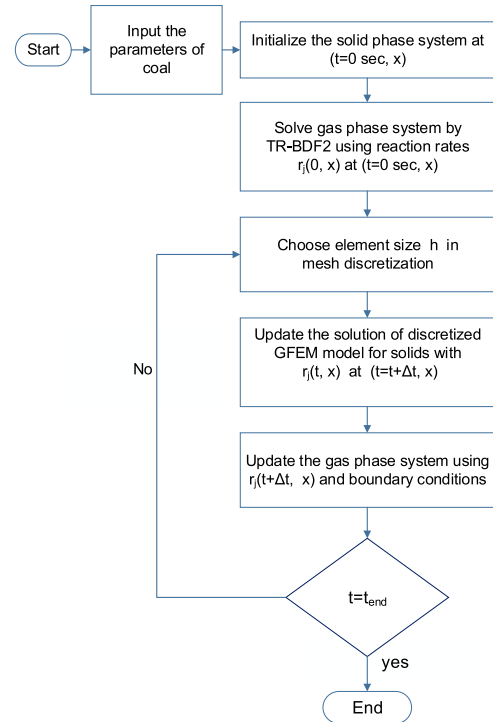 Start
Input the
parameters of
coal
Initialize the solid phase system at
(t=0 sec, x)
Solve gas phase system by
TR-BDF2 using reaction rates
rj(0, x) at (t=0 sec, x)
Choose element size h in
mesh discretization
Update the solution of discretized
GFEM model for solids with
rj(t, x) at (t=t+Δt, x)
Update the gas phase system using
rj(t+Δt, x) and boundary conditions
No
t=tend
yes
End